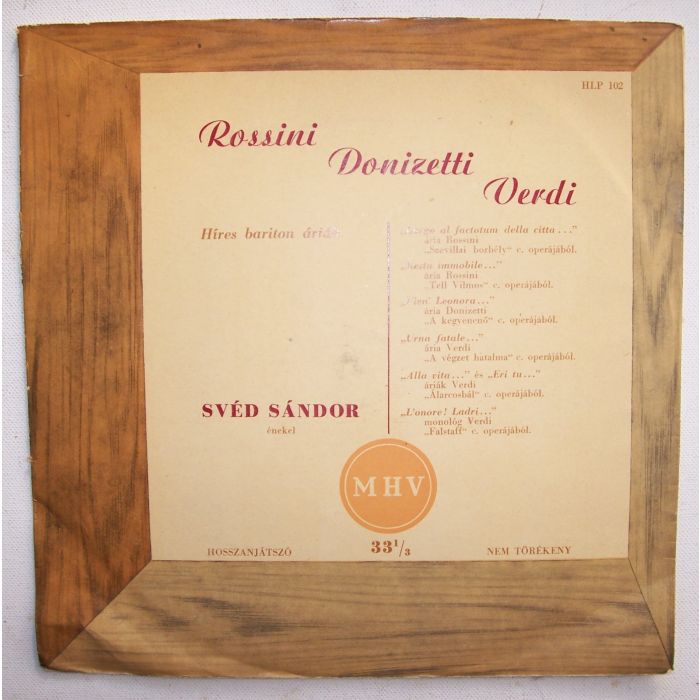 HLP 102
Rossini
Donizetti
Verdi
Híres bariton áriák
„Largo al factotum della citta...”
ária Rossini
„Szevillai borbély“ c. operájából.
„Resta immobile...”
ária Rossini
„Tell Vilmos“ c. operájából.
„Vien' Leonora...”
ária Donizetti
„A kegyencnő“ c. operájából.
„Urna fatale...”
ária Verdi
„A végzet hatalma“ c. operájából.
„Alla vita...” és „Eri tu...”
áriák Verdi
„Álarcosbál“ c. operájából.
„L'onore! Ladri...”
monológ Verdi
„Falstaff“ c. operájából.
SVÉD SÁNDOR
énekel
MHV
HOSSZANJÁTSZÓ 33 1/3 NEM TÖRÉKENY